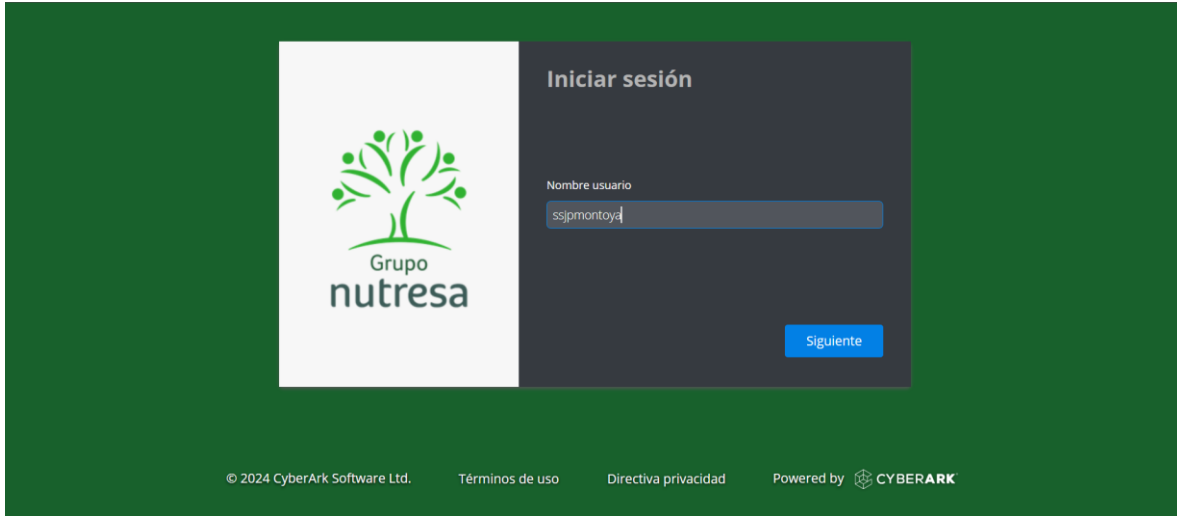 Iniciar sesión
Nombre usuario
ssjpmontoya
Grupo
nutresa
Siguiente
© 2024 CyberArk Software Ltd. Términos de uso Directiva privacidad Powered by CYBERARK